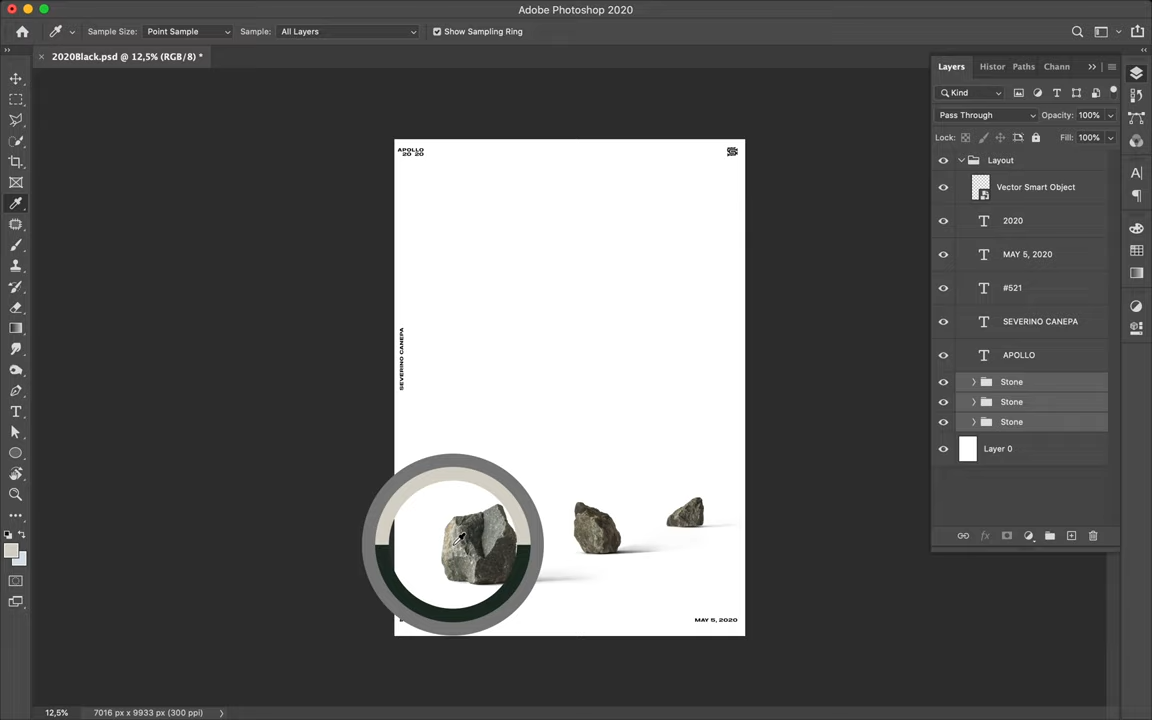 Adobe Photoshop 2020
Sample Size: Point Sample Sample: All Layers Show Sampling Ring
2020Black.psd @ 12,5% (RGB/8) *
Layers Histor Paths Chann
Kind
Pass Through Opacity: 100%
Lock: Fill: 100%
Layout
Vector Smart Object
2020
MAY 5, 2020
#521
SEVERINO CANEPA
APOLLO
Stone
Stone
Stone
Layer 0
APOLLO
20 20
SEVERINO CANEPA
MAY 5, 2020
12,5% 7016 px x 9933 px (300 ppi)